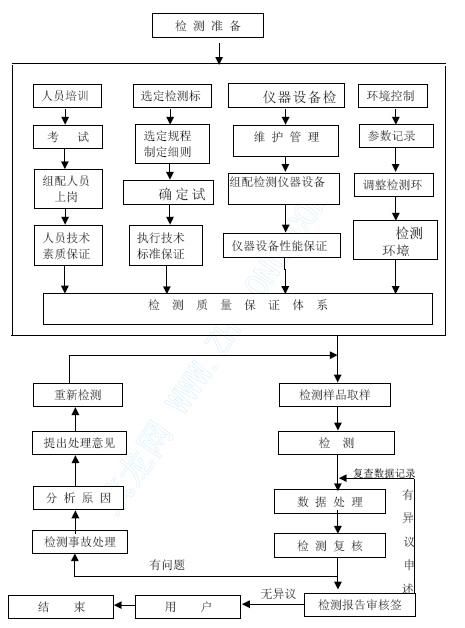 检 测 准 备
人员培训
选定检测标
仪器设备检
环境控制
考 试
选定规程
制定细则
维 护 管 理
参数记录
组配人员
上岗
确 定 试
组配检测仪器设备
调整检测环
人员技术
素质保证
执行技术
标准保证
仪器设备性能保证
检测
环境
检 测 质 量 保 证 体 系
重新检测
检测样品取样
提出处理意见
检 测
复查数据记录
分 析 原 因
数 据 处 理
有
异
议
申
述
检测事故处理
检 测 复 核
有问题
无异议
结 束
用 户
检测报告审核签